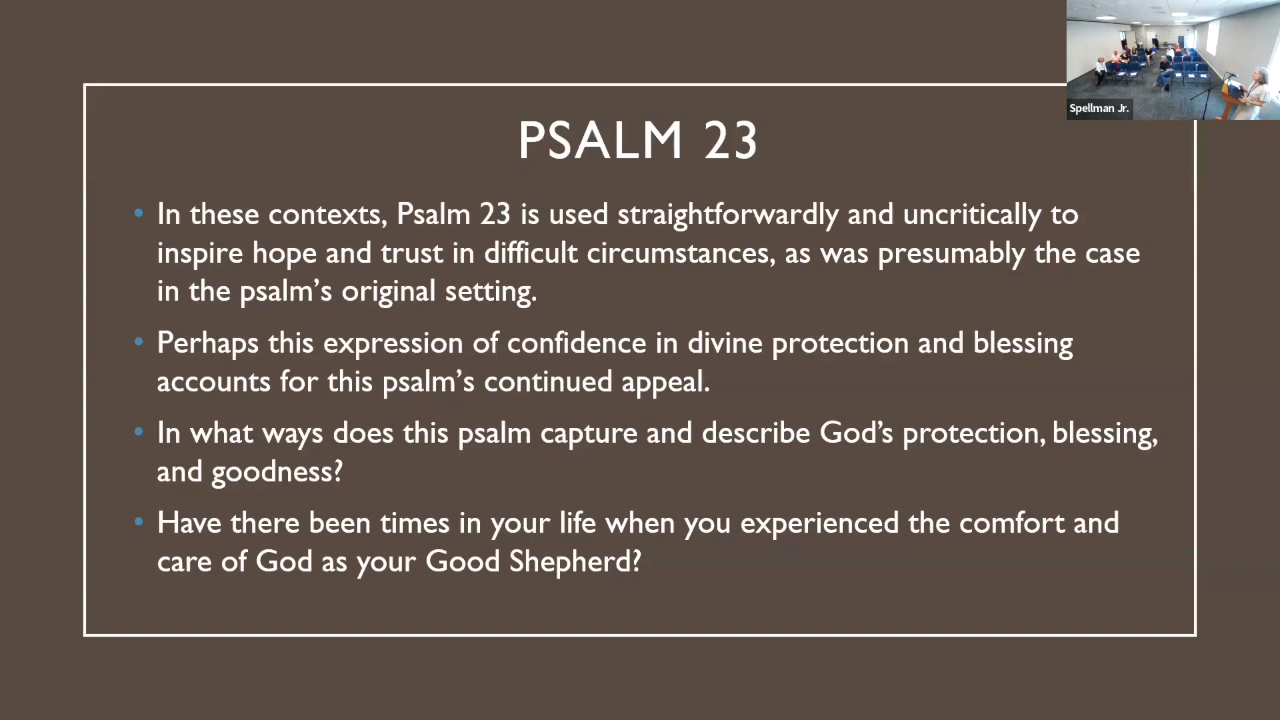 Spellman Jr.
PSALM 23
• In these contexts, Psalm 23 is used straightforwardly and uncritically to
inspire hope and trust in difficult circumstances, as was presumably the case
in the psalm's original setting.
• Perhaps this expression of confidence in divine protection and blessing
accounts for this psalm's continued appeal.
• In what ways does this psalm capture and describe God's protection, blessing,
and goodness?
• Have there been times in your life when you experienced the comfort and
care of God as your Good Shepherd?